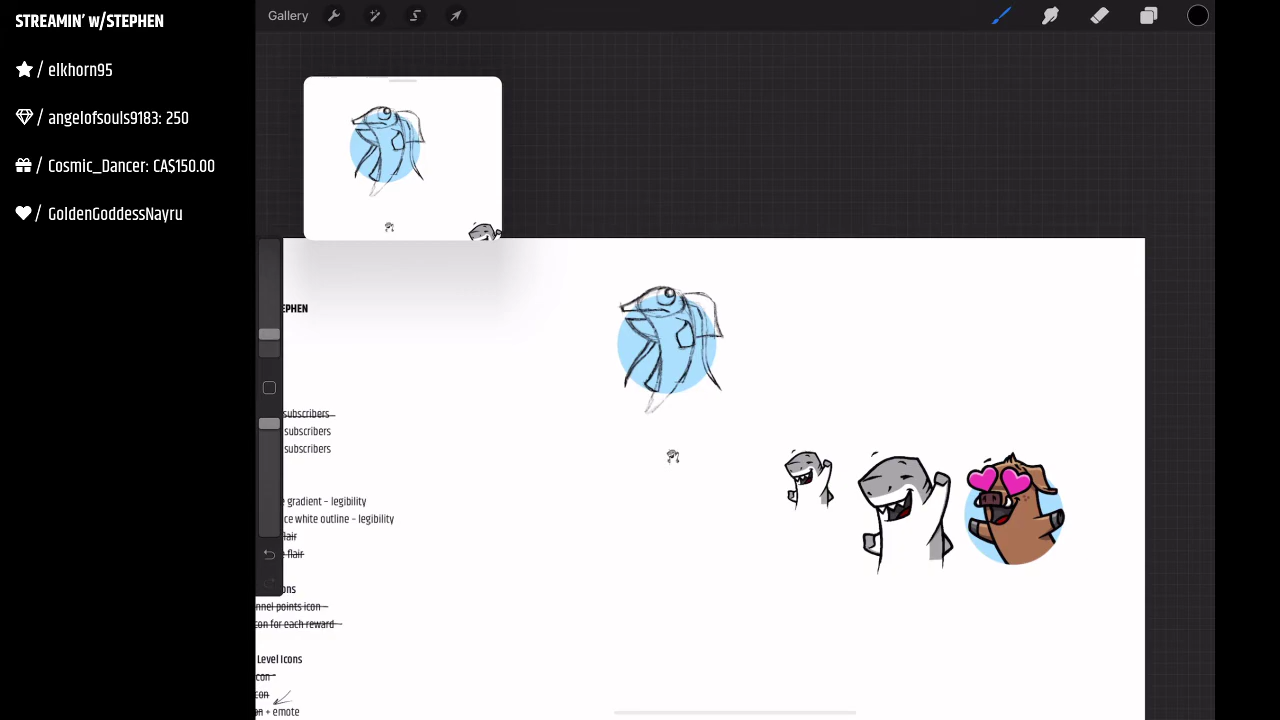 STREAMIN' w/STEPHEN
/ elkhorn95
/ angelofsouls9183: 250
/ Cosmic_Dancer: CA$150.00
/ GoldenGoddessNayru
Gallery
EPHEN
subscribers
subscribers
subscribers
e gradient – legibility
ce white outline – legibility
flair
e flair
ons
nnel points icon
con for each reward
Level Icons
con
con
on + emote